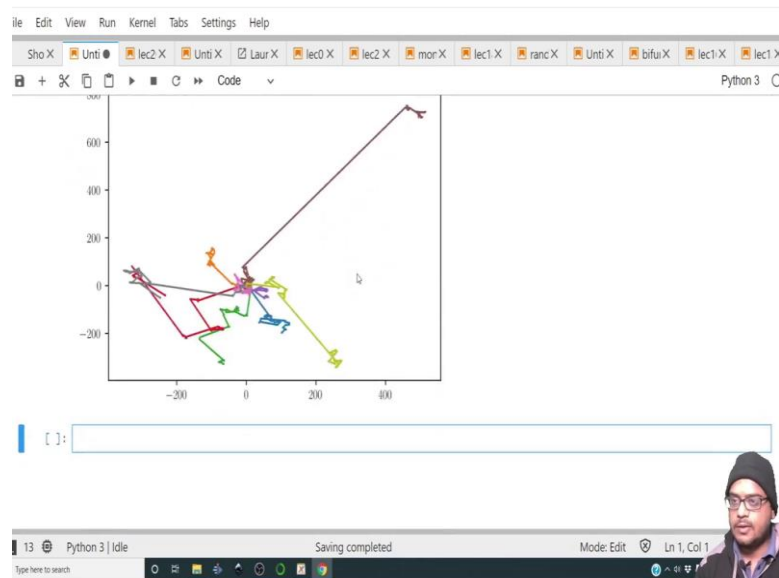 ile Edit View Run Kernel Tabs Settings Help
Sho X Unti lec2- X Unti X Laur X lec0 X lec2 X mor X lec1 X ranc X Unti X bifui X lec1 X lec1 X
Code Python 3
800
600
400
200
0
−200
−200 0 200 400
[ ]:
13 Python 3 | Idle Saving completed Mode: Edit Ln 1, Col 1
Type here to search